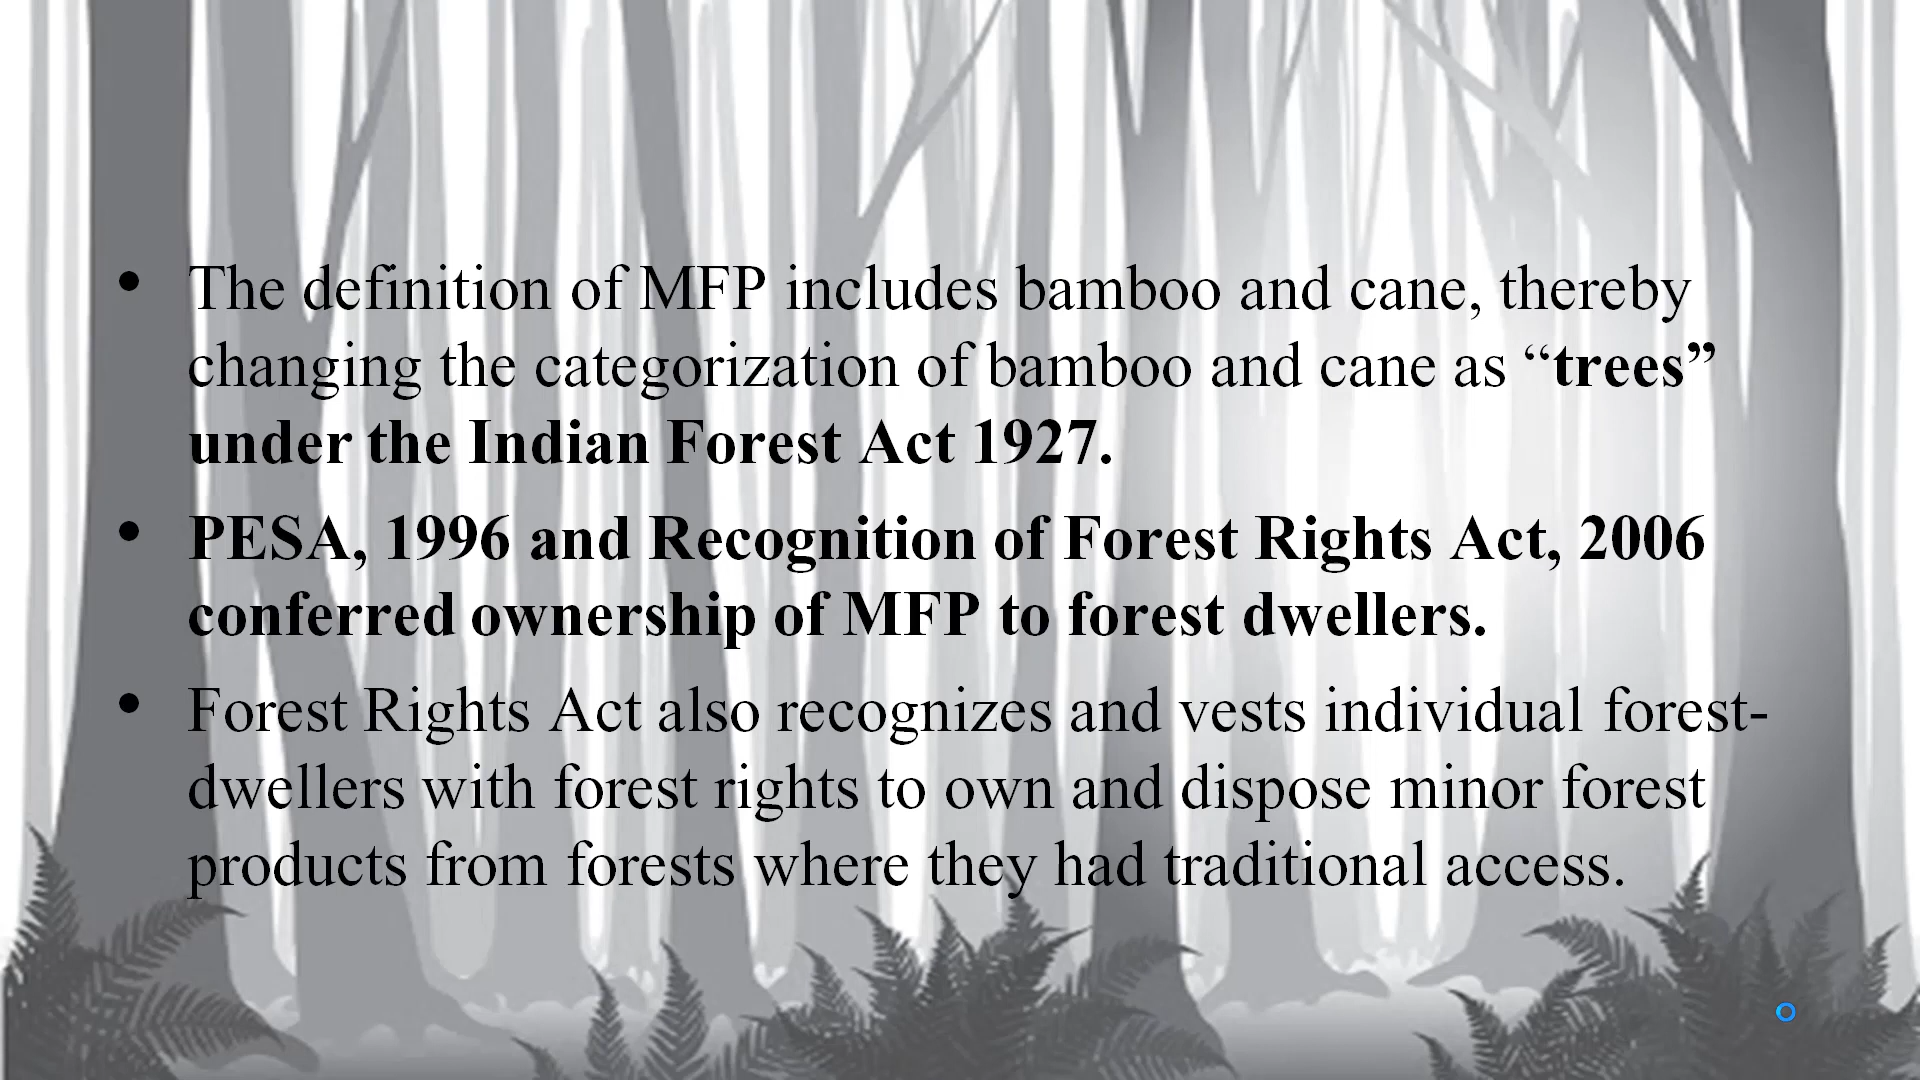 • The definition of MFP includes bamboo and cane, thereby
changing the categorization of bamboo and cane as “trees”
under the Indian Forest Act 1927.
• PESA, 1996 and Recognition of Forest Rights Act, 2006
conferred ownership of MFP to forest dwellers.
• Forest Rights Act also recognizes and vests individual forest-
dwellers with forest rights to own and dispose minor forest
products from forests where they had traditional access.